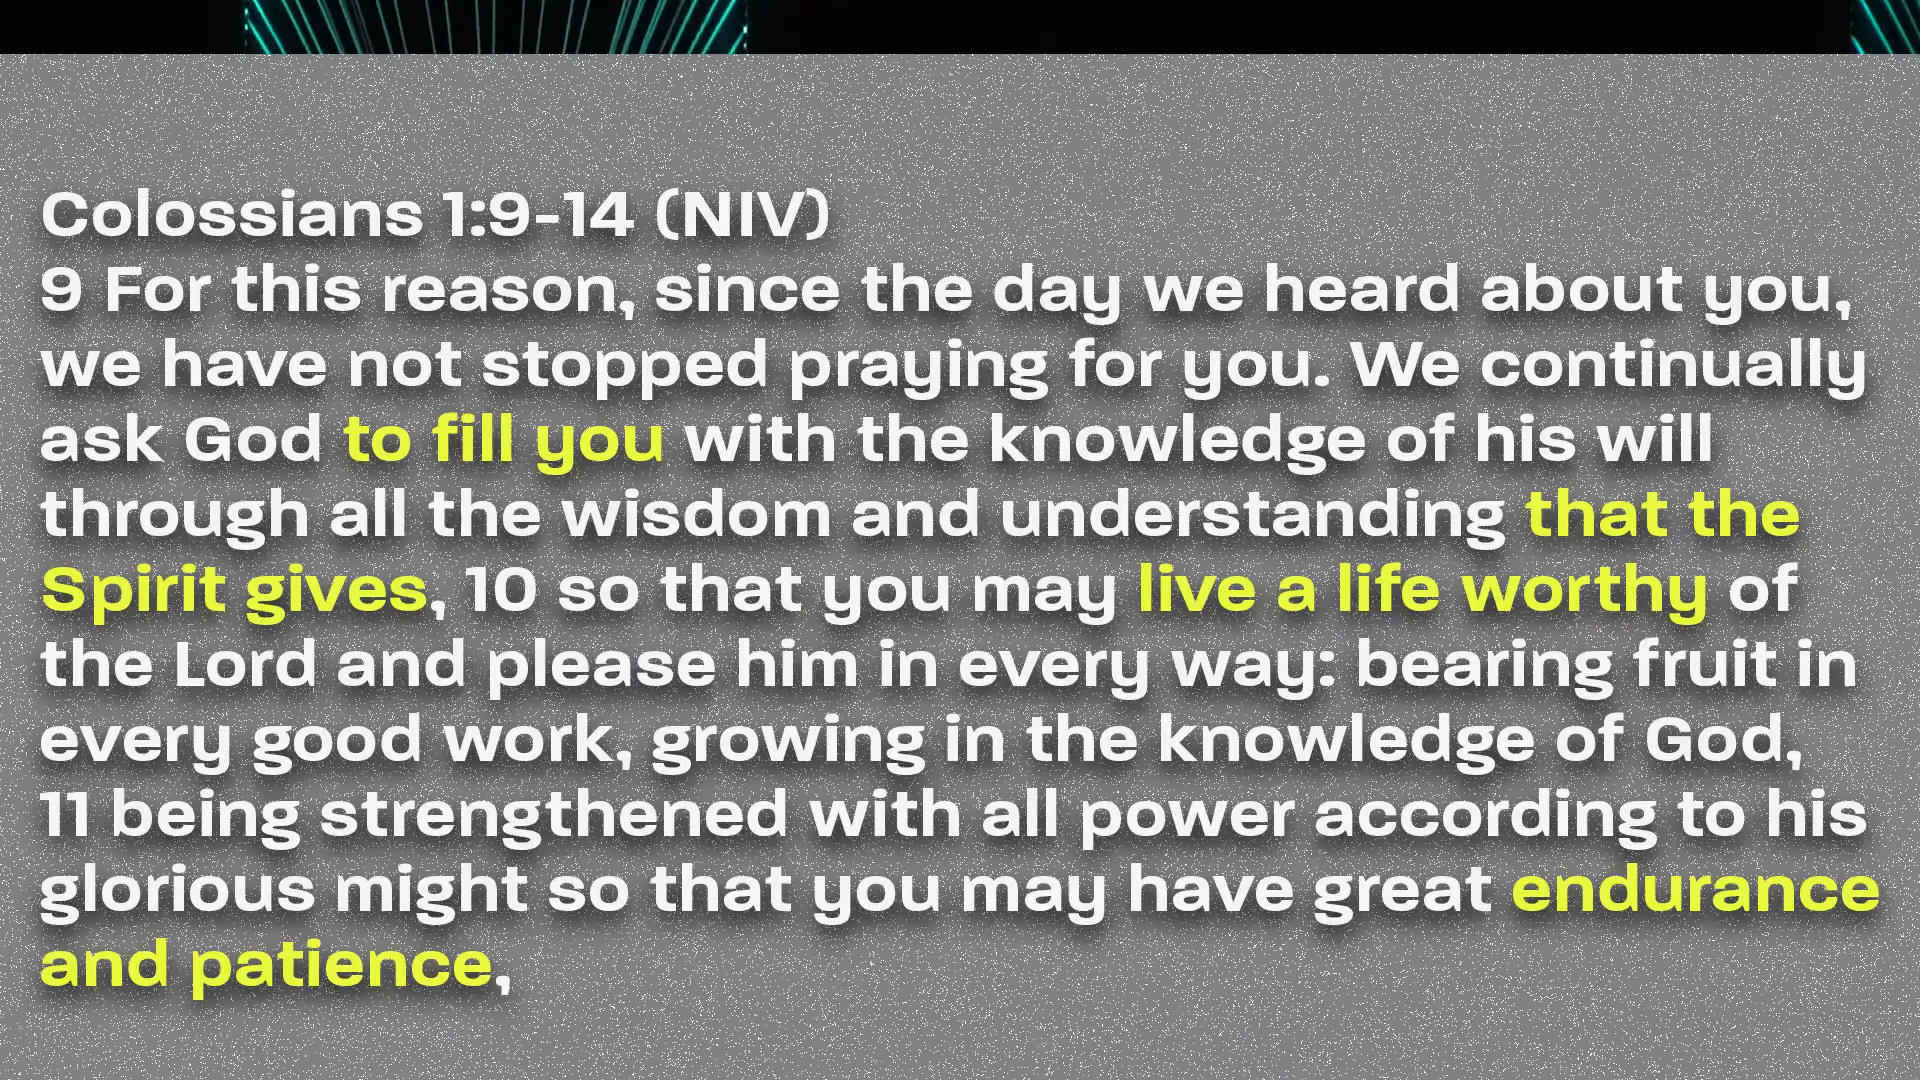 Colossians 1:9-14 (NIV)
9 For this reason, since the day we heard about you,
we have not stopped praying for you. We continually
ask God to fill you with the knowledge of his will
through all the wisdom and understanding that the
Spirit gives, 10 so that you may live a life worthy of
the Lord and please him in every way: bearing fruit in
every good work, growing in the knowledge of God,
11 being strengthened with all power according to his
glorious might so that you may have great endurance
and patience,